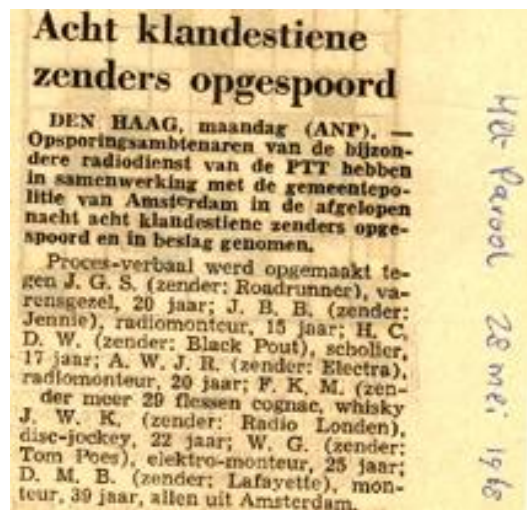 Acht klandestiene
zenders opgespoord
DEN HAAG, maandag (ANP). —
Opsporingsambtenaren van de bijzon-
dere radiodienst van de PTT hebben
in samenwerking met de gemeentepo-
litie van Amsterdam in de afgelopen
nacht acht klandestiene zenders opge-
spoord en in beslag genomen.
Proces-verbaal werd opgemaakt te-
gen J. G. S. (zender: Roadrunner), va-
rensgezel, 20 jaar; J. B. B. (zender:
Jennie), radiomonteur, 15 jaar; H. C.
D. W. (zender: Black Pout), scholier,
17 jaar; A. W. J. R. (zender: Electra),
radiomonteur, 20 jaar; F. K. M. (zen-
der meer 29 flessen cognac, whisky
J. W. K. (zender: Radio Londen),
disc-jockey, 22 jaar; W. G. (zender:
Tom Poes), elektro-monteur, 25 jaar;
D. M. B. (zender: Lafayette), mon-
teur, 39 jaar, allen uit Amsterdam.
Het Parool 28 mei 1968